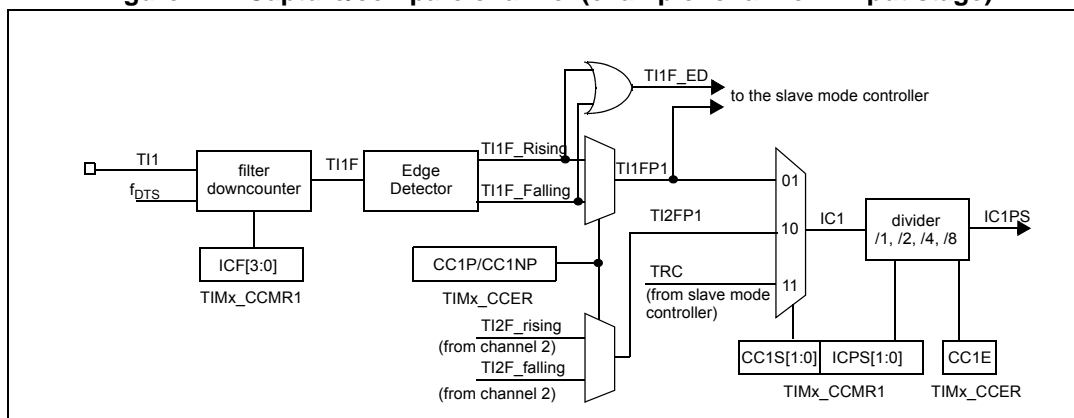 TI1F_ED
to the slave mode controller
TI1
f_DTS
filter
downcounter
TI1F
Edge
Detector
TI1F_Rising
TI1F_Falling
TI1FP1
01
TI2FP1
10
IC1
divider
/1, /2, /4, /8
IC1PS
ICF[3:0]
TIMx_CCMR1
CC1P/CC1NP
TIMx_CCER
TRC
11
(from slave mode
controller)
TI2F_rising
(from channel 2)
TI2F_falling
(from channel 2)
CC1S[1:0]
ICPS[1:0]
CC1E
TIMx_CCMR1
TIMx_CCER